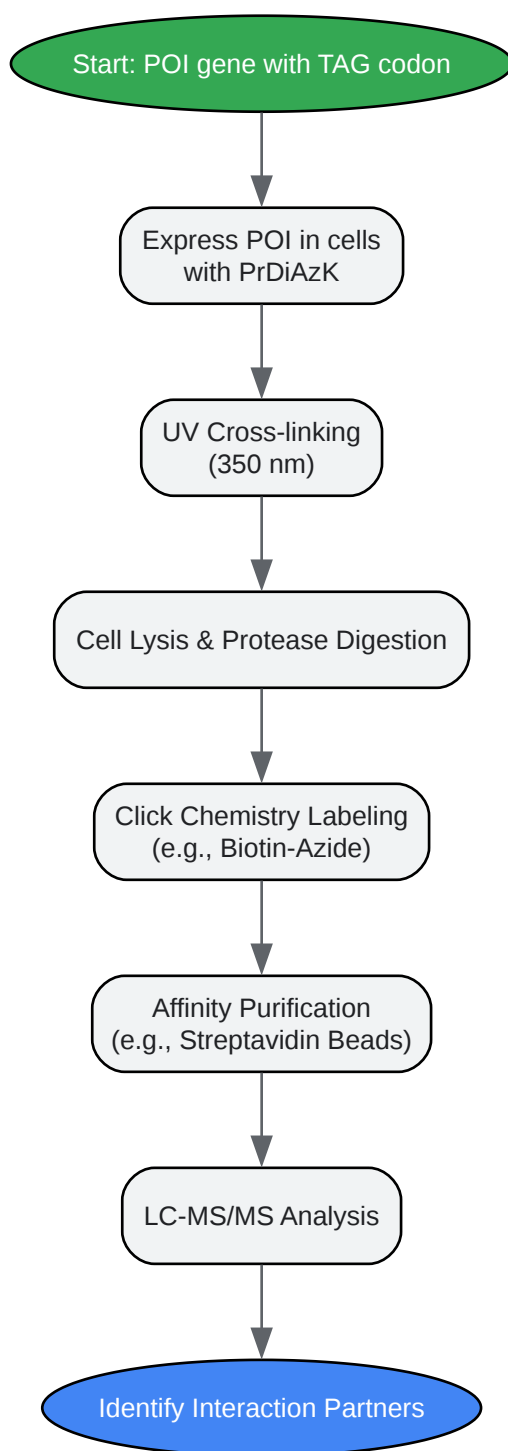 Start: POI gene with TAG codon
Express POI in cells
with PrDiAzK
UV Cross-linking
(350 nm)
Cell Lysis & Protease Digestion
Click Chemistry Labeling
(e.g., Biotin-Azide)
Affinity Purification
(e.g., Streptavidin Beads)
LC-MS/MS Analysis
Identify Interaction Partners